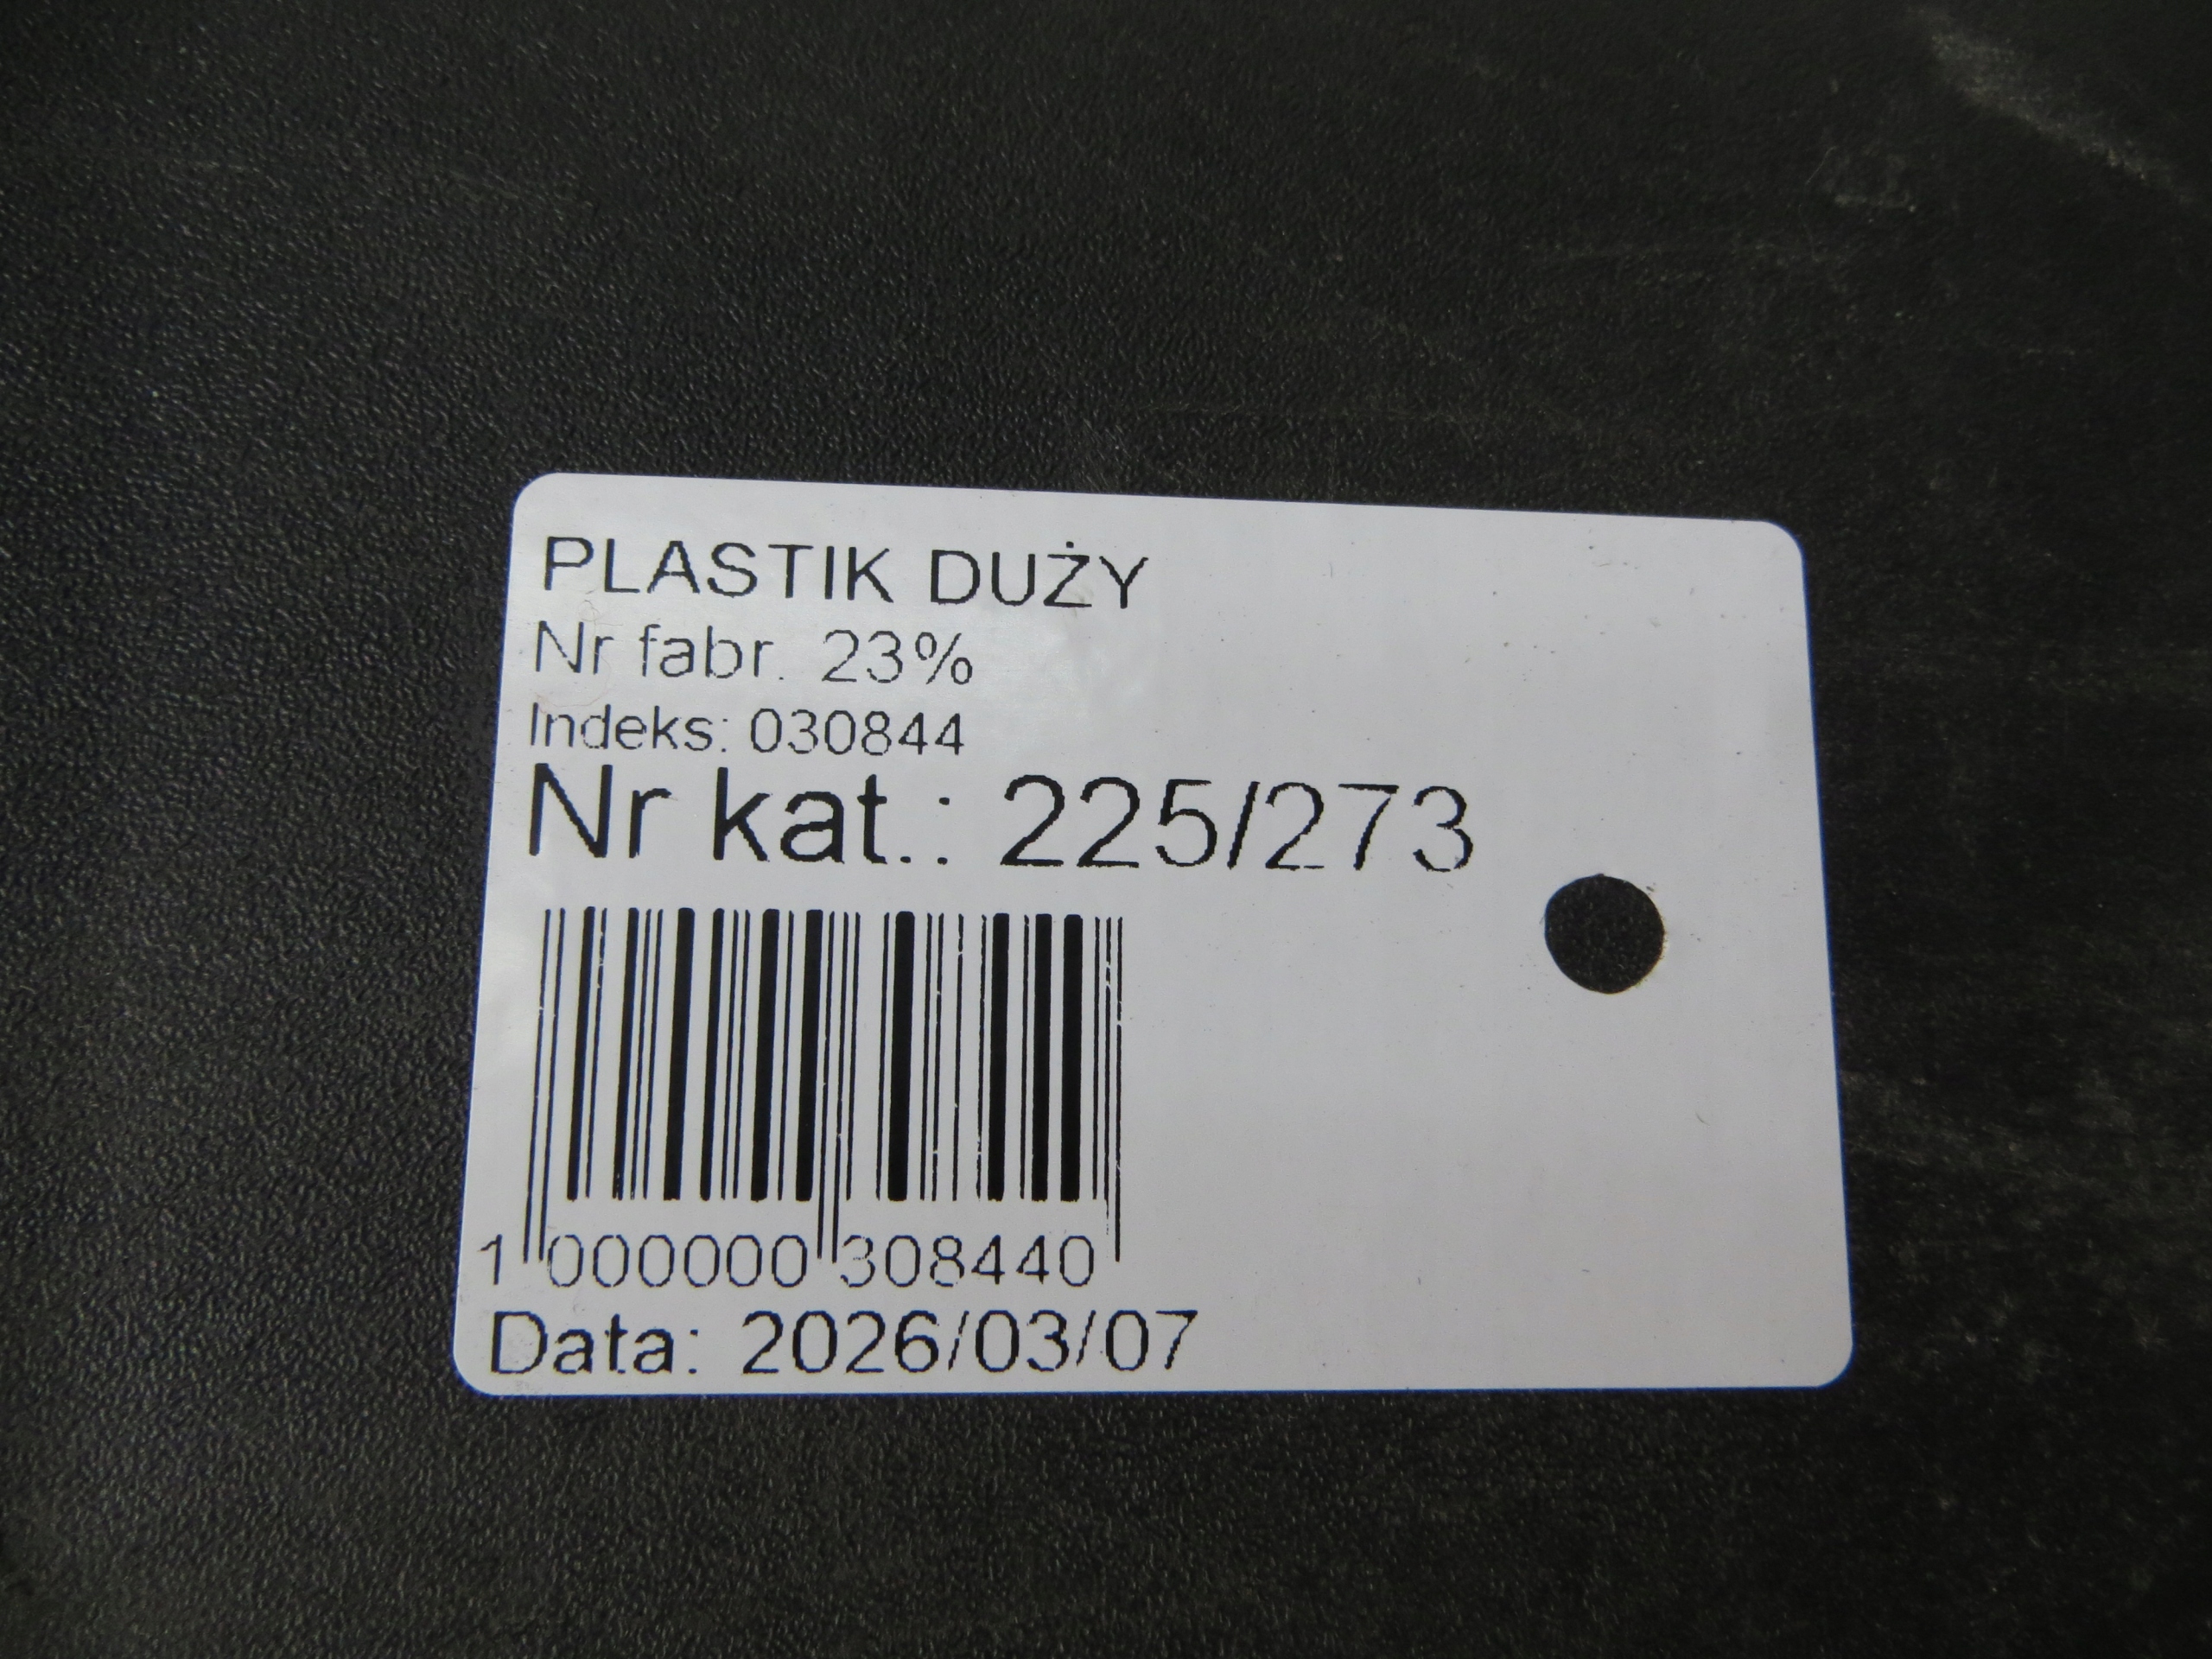 PLASTIK DUŻY
Nr fabr. 23%
Indeks: 030844
Nr kat.: 225/273
1 000000 308440
Data: 2026/03/07